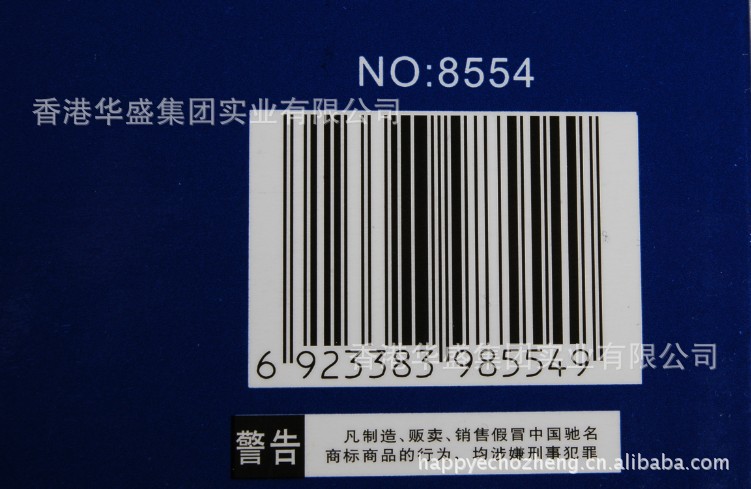 NO:8554
香港华盛集团实业有限公司
香港华盛集团实业有限公司
6 923383 985549
警告
凡制造、贩卖、销售假冒中国驰名
商标商品的行为、均涉嫌刑事犯罪
happyechozheng.cn.alibaba.com